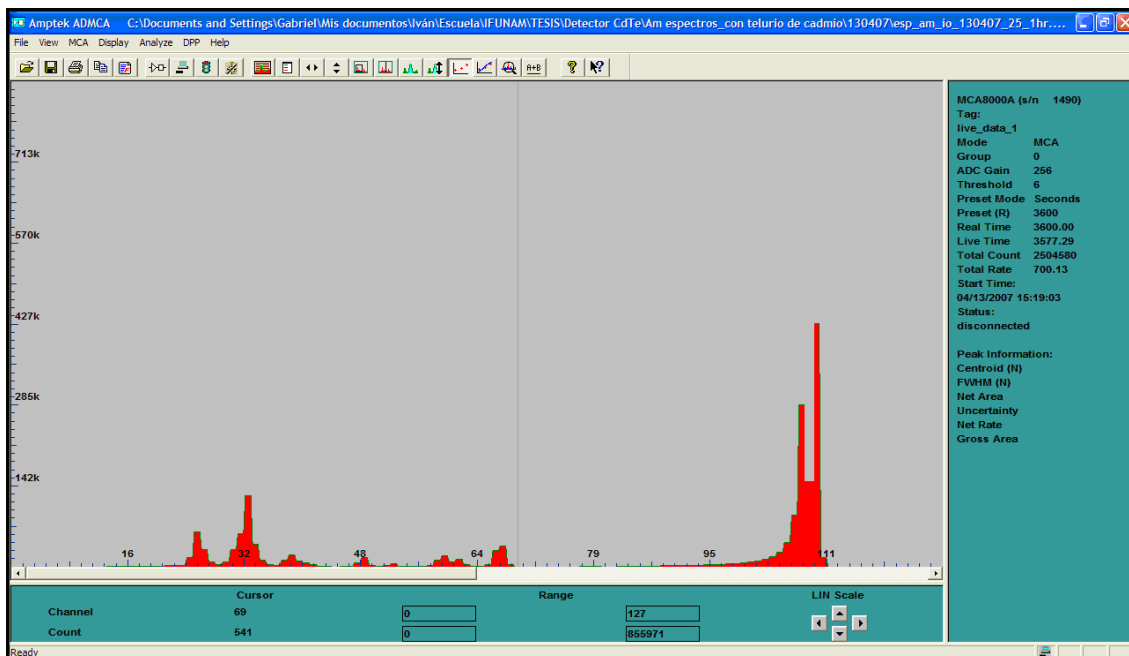 Amptek ADMCA C:\Documents and Settings\Gabriel\Mis documentos\Iván\Escuela\IFUNAM\TESIS\Detector CdTe\Am espectros_con telurio de cadmio\130407\esp_am_io_130407_25_1hr....
File View MCA Display Analyze DPP Help
A+B
713k
570k
427k
285k
142k
16 32 48 64 79 95 111
MCA8000A (s/n 1490)
Tag:
live_data_1
Mode MCA
Group 0
ADC Gain 256
Threshold 6
Preset Mode Seconds
Preset (R) 3600
Real Time 3600.00
Live Time 3577.29
Total Count 2504580
Total Rate 700.13
Start Time:
04/13/2007 15:19:03
Status:
disconnected
Peak Information:
Centroid (N)
FWHM (N)
Net Area
Uncertainty
Net Rate
Gross Area
Cursor Range LIN Scale
Channel 69 0 127
Count 541 0 855971
Ready